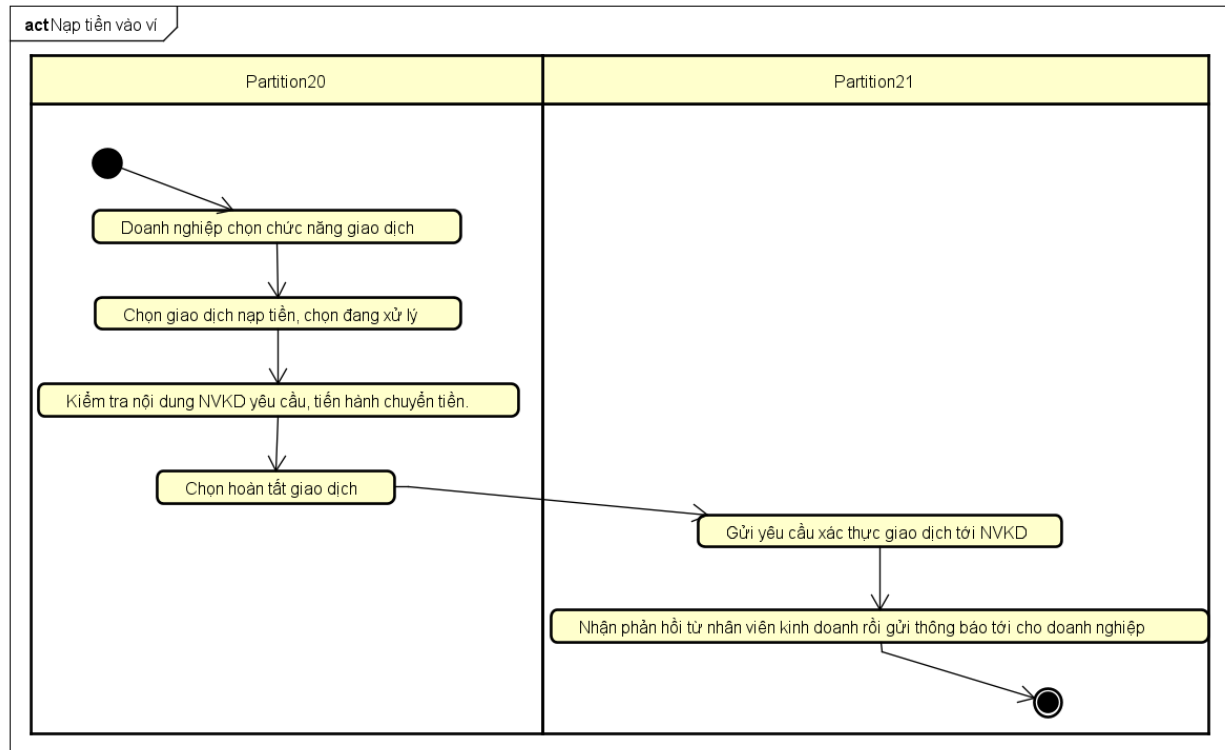 act Nạp tiền vào ví
Partition20
Partition21
Doanh nghiệp chọn chức năng giao dịch
Chọn giao dịch nạp tiền, chọn đang xử lý
Kiểm tra nội dung NVKD yêu cầu, tiến hành chuyển tiền.
Chọn hoàn tất giao dịch
Gửi yêu cầu xác thực giao dịch tới NVKD
Nhận phản hồi từ nhân viên kinh doanh rồi gửi thông báo tới cho doanh nghiệp